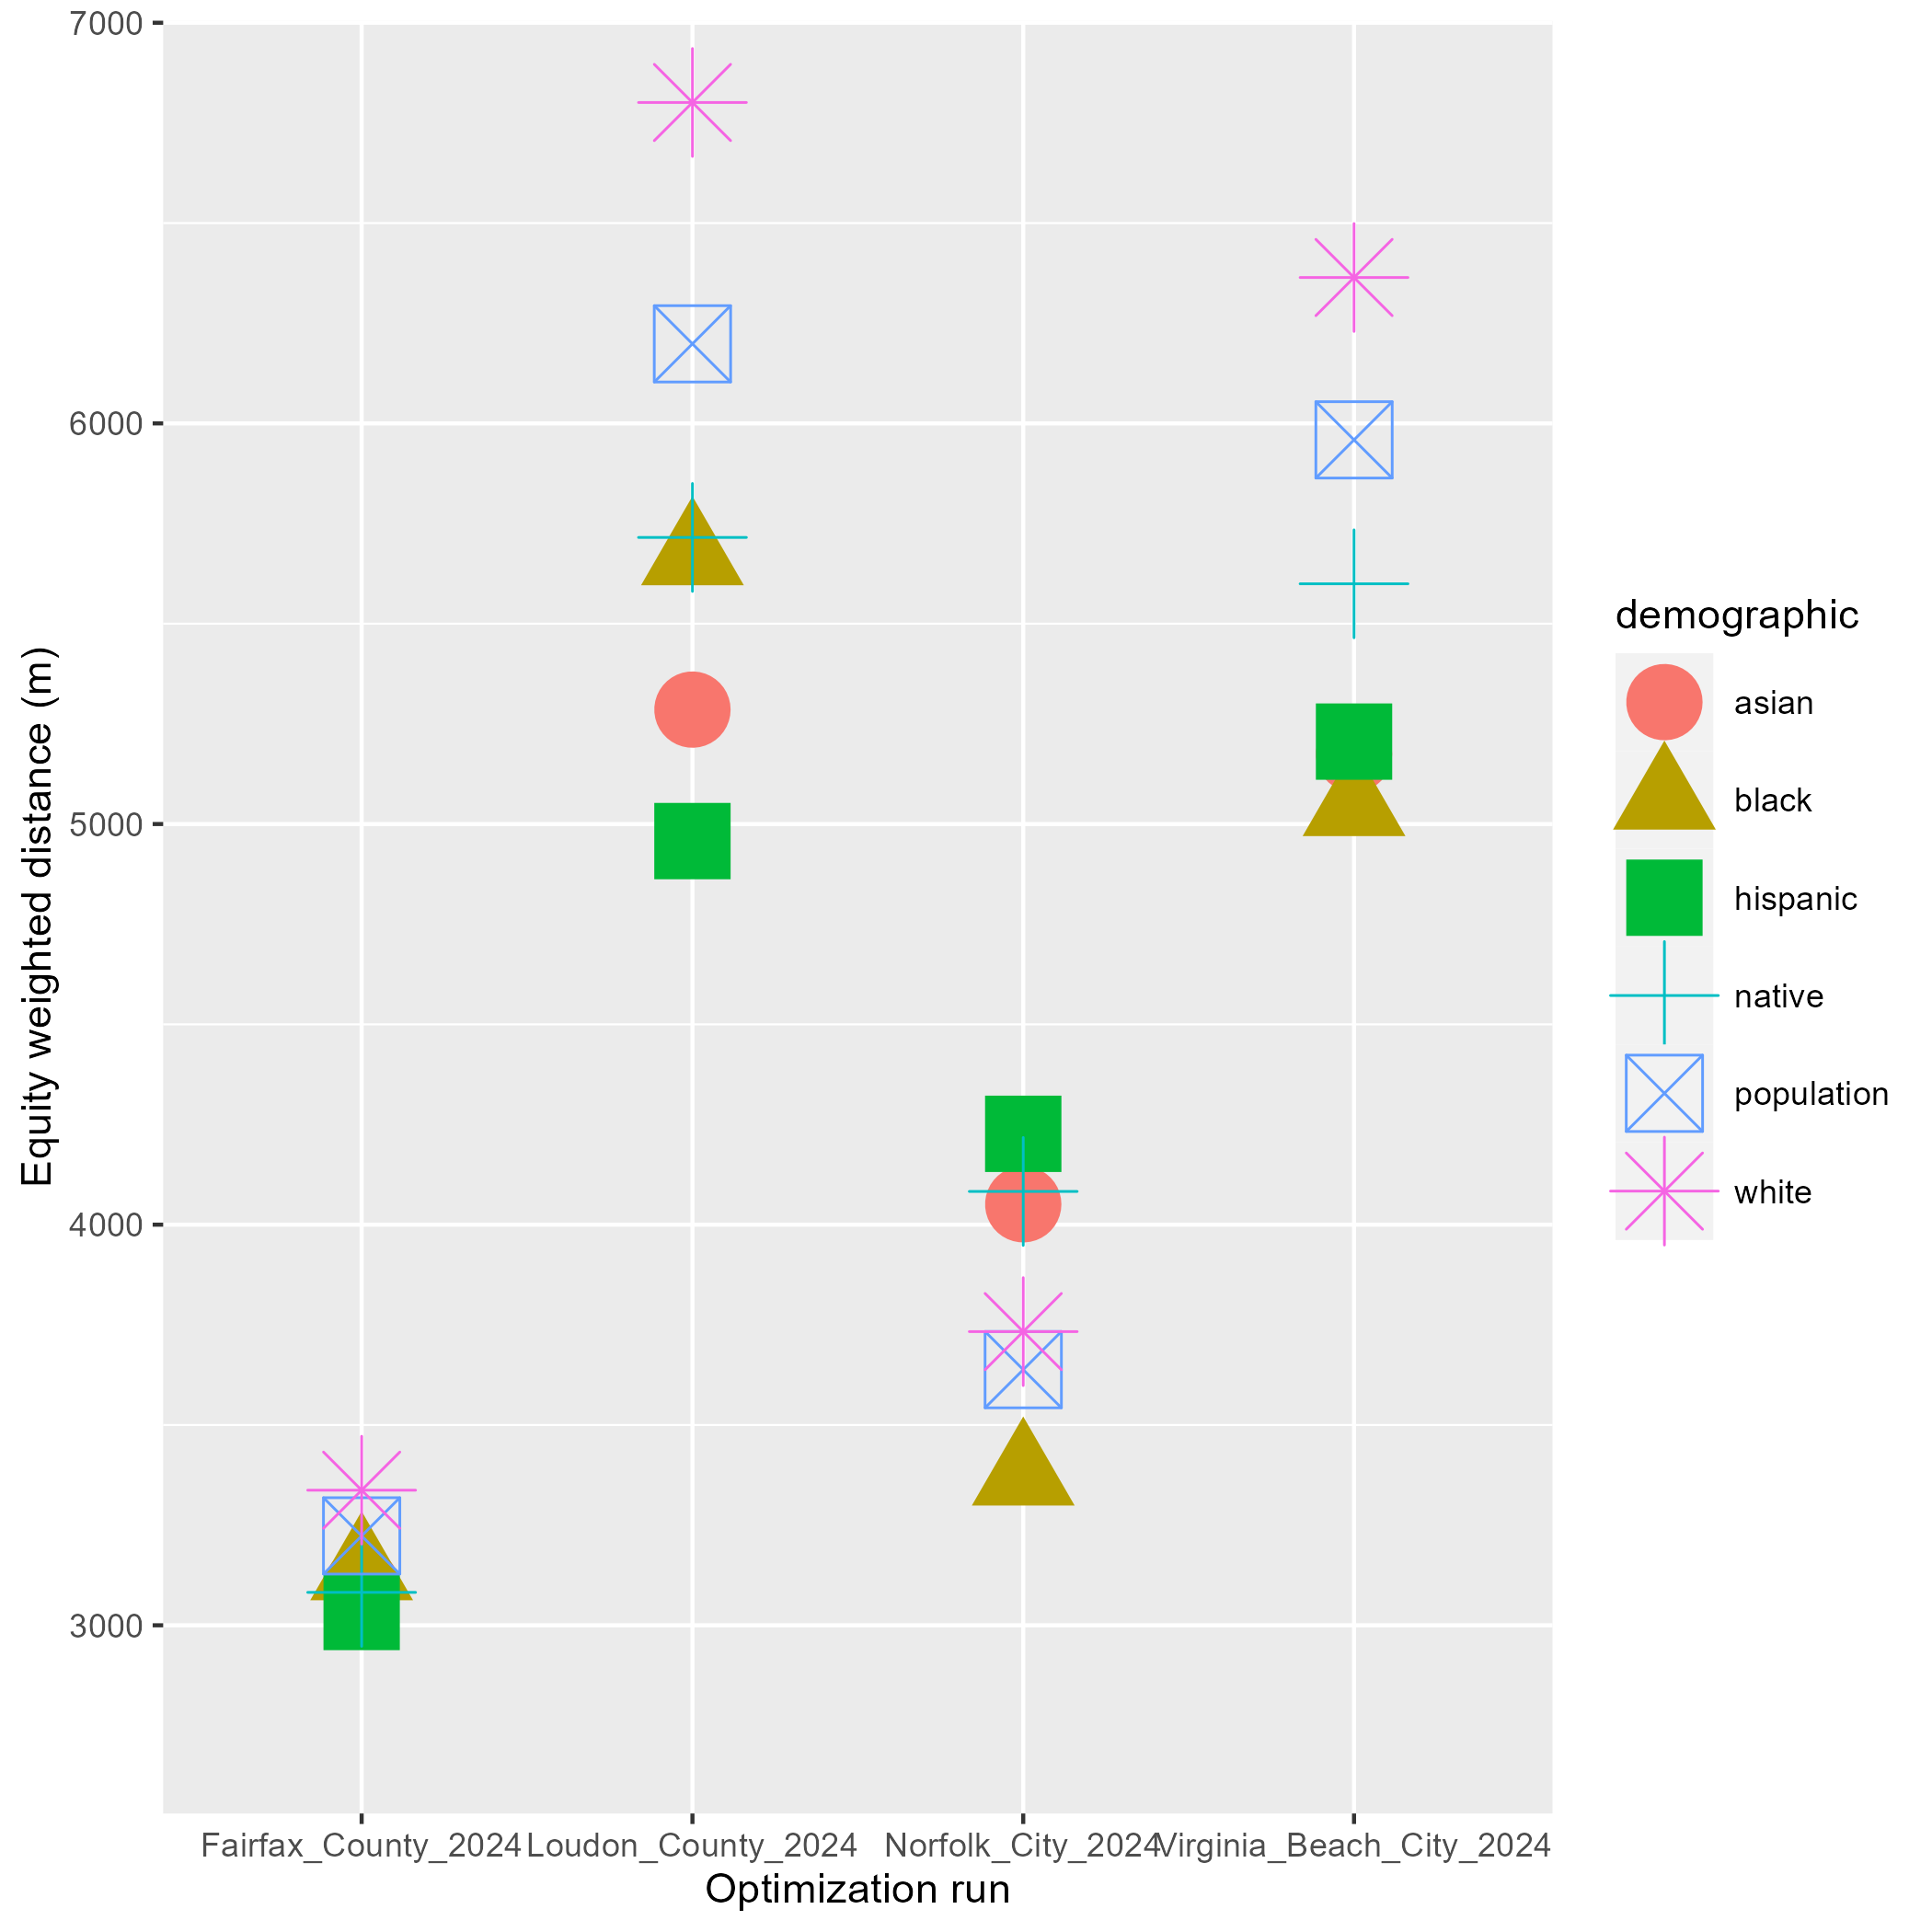 Equity weighted distance (m)
7000
6000
5000
4000
3000
Fairfax_County_2024
Loudon_County_2024
Norfolk_City_2024
Virginia_Beach_City_2024
Optimization run
demographic
asian
black
hispanic
native
population
white